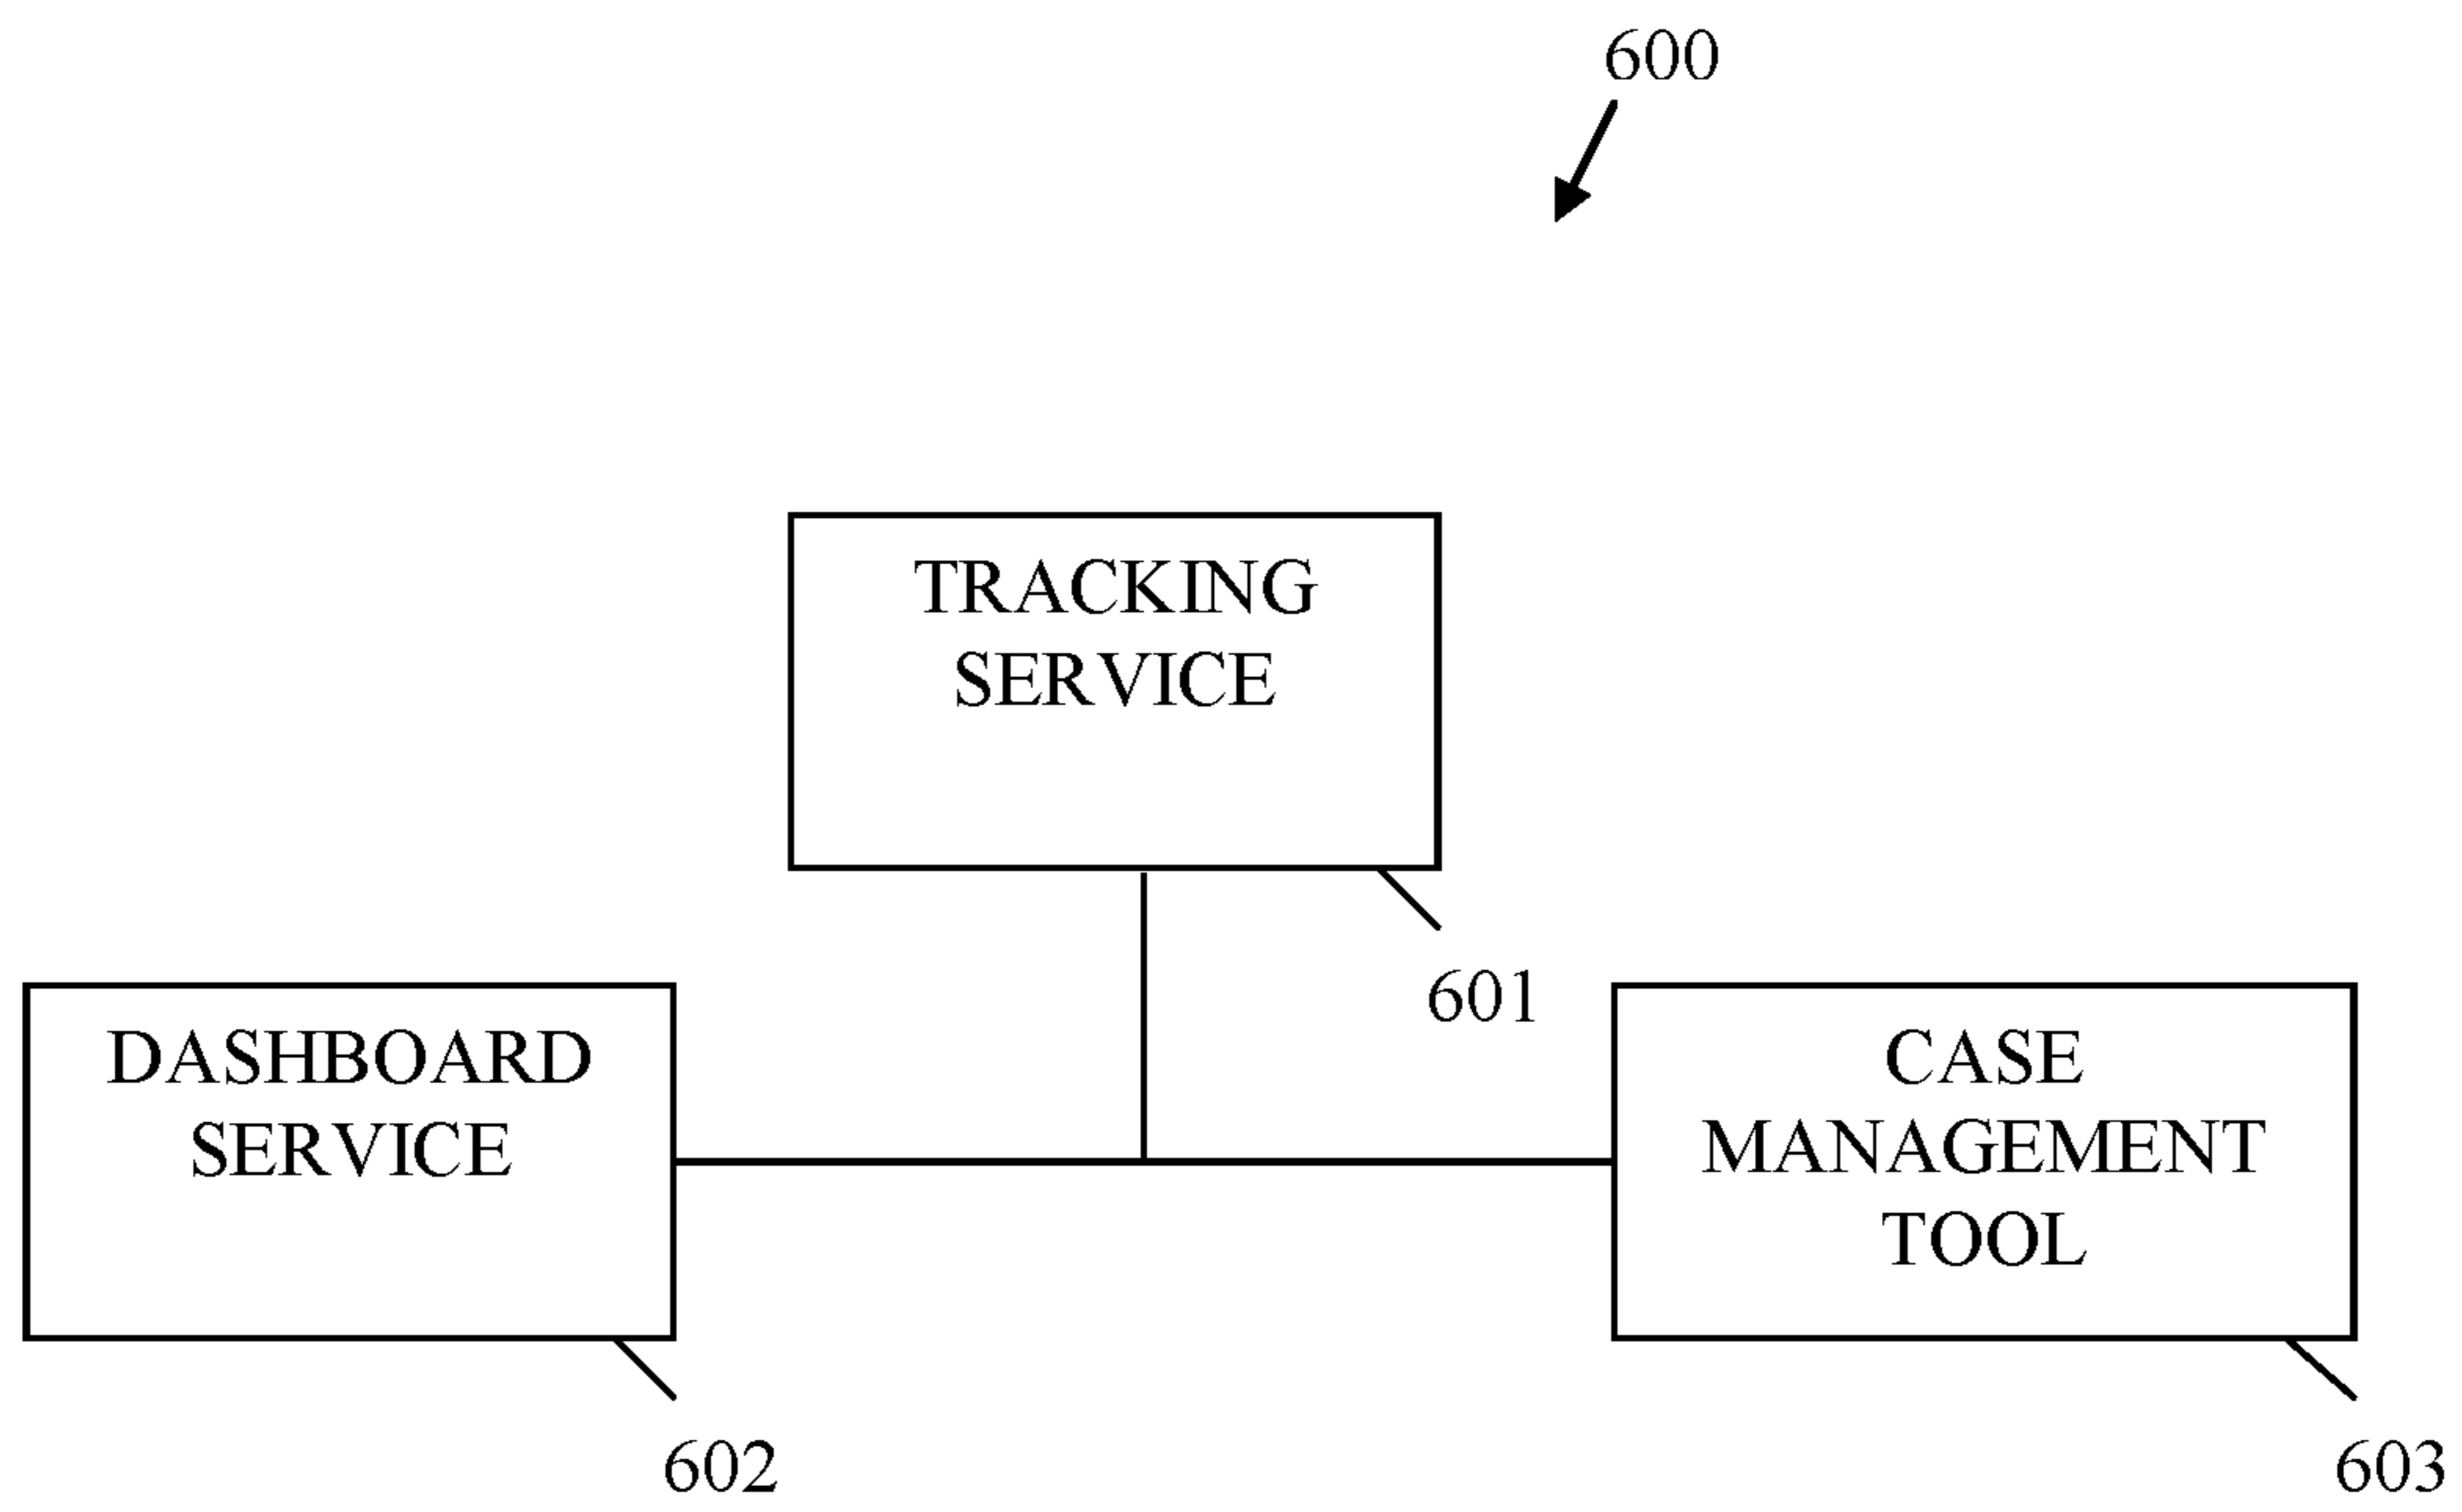 600
TRACKING
SERVICE
601
DASHBOARD
SERVICE
602
CASE
MANAGEMENT
TOOL
603